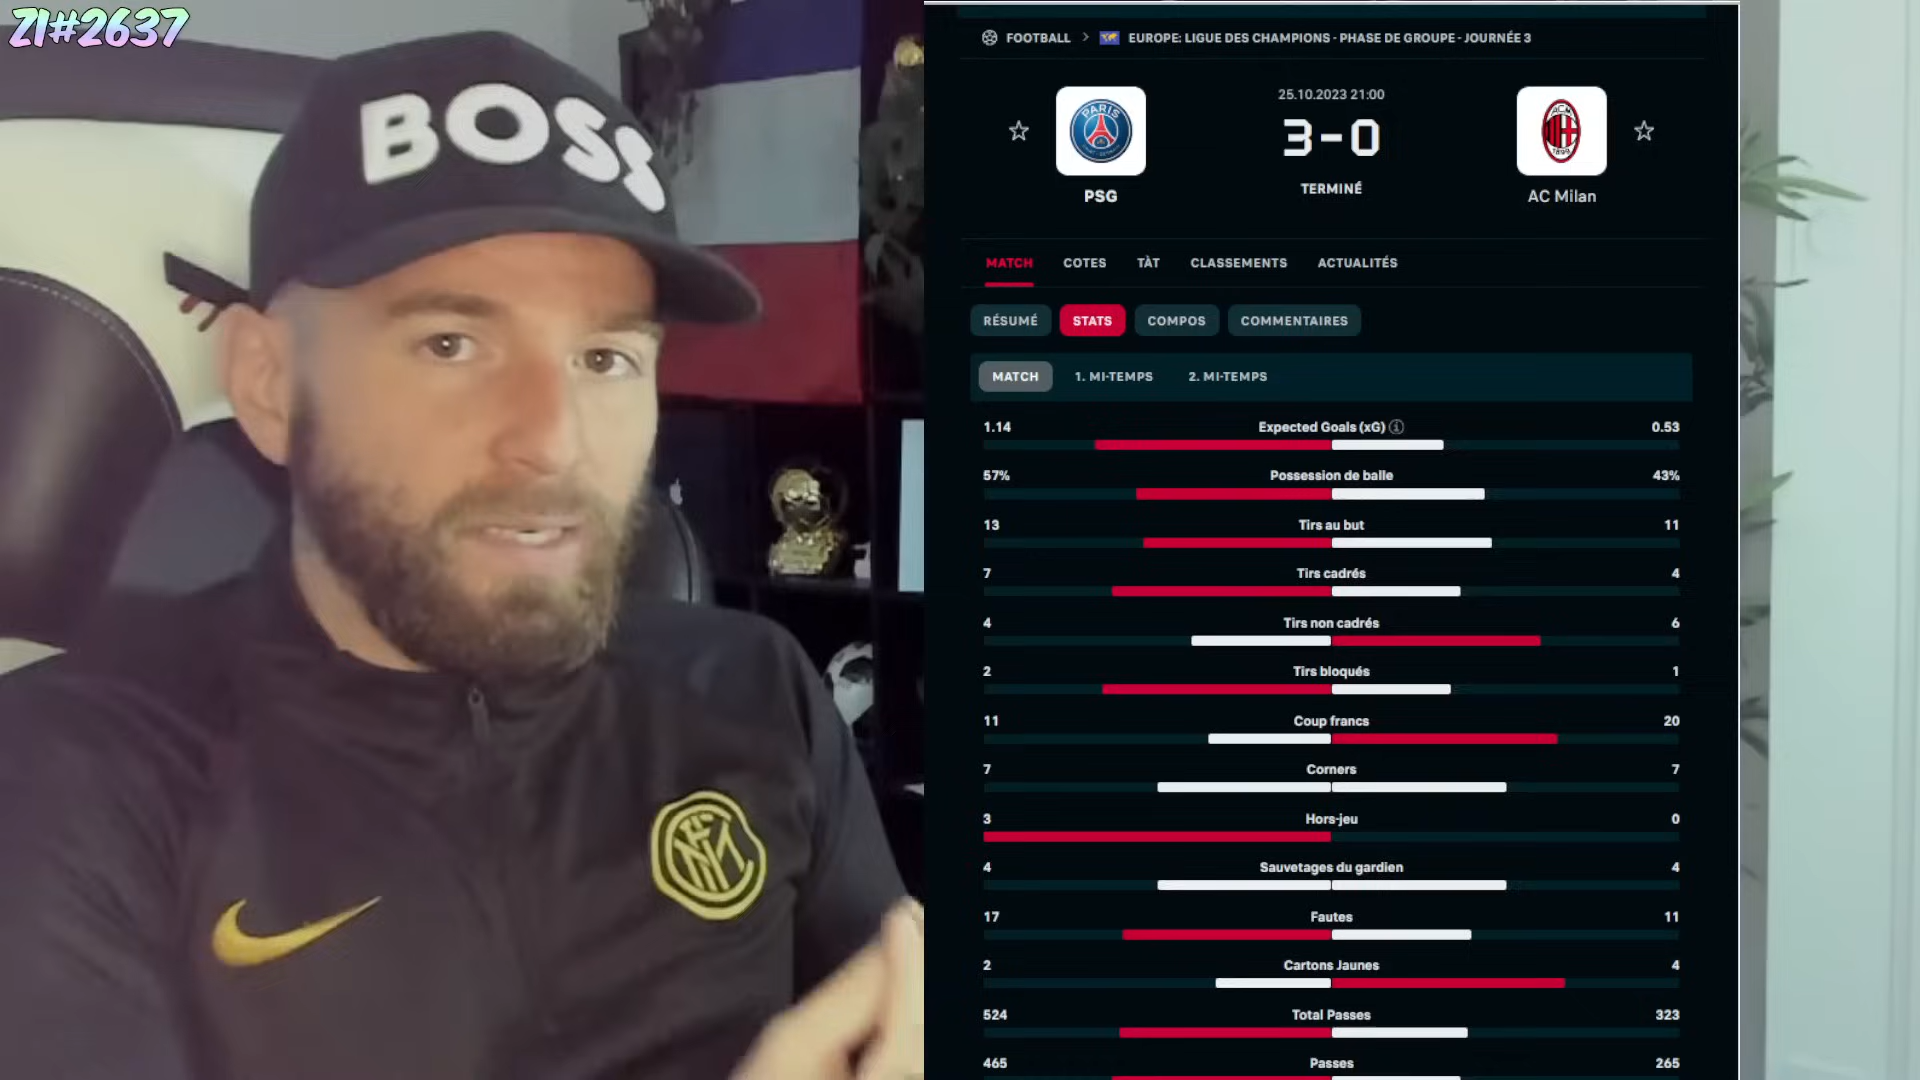 ZI#2637
BOSS
FOOTBALL > EUROPE: LIGUE DES CHAMPIONS - PHASE DE GROUPE - JOURNÉE 3
25.10.2023 21:00
PARIS
ACM
1899
3-0
TERMINÉ
PSG
AC Milan
MATCH COTES TÀT CLASSEMENTS ACTUALITÉS
RÉSUMÉ STATS COMPOS COMMENTAIRES
MATCH 1. MI-TEMPS 2. MI-TEMPS
1.14 Expected Goals (xG) 0.53
57% Possession de balle 43%
13 Tirs au but 11
7 Tirs cadrés 4
4 Tirs non cadrés 6
2 Tirs bloqués 1
11 Coup francs 20
7 Corners 7
3 Hors-jeu 0
4 Sauvetages du gardien 4
17 Fautes 11
2 Cartons Jaunes 4
524 Total Passes 323
465 Passes 265